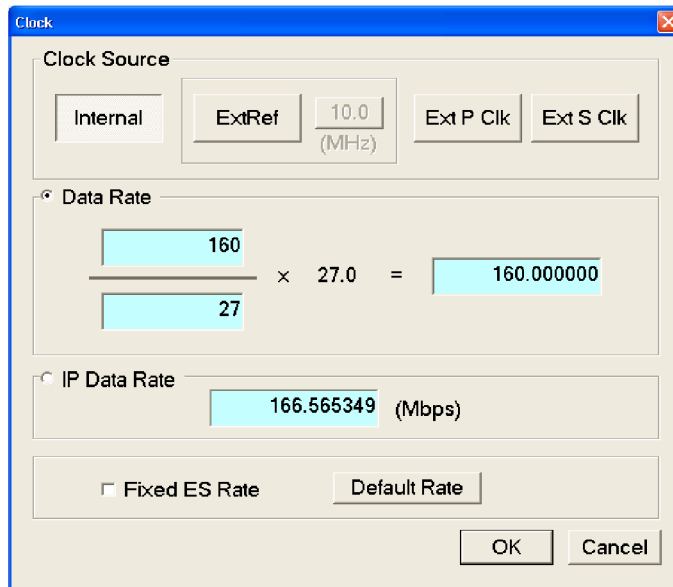 Clock
Clock Source
Internal
ExtRef
10.0
(MHz)
Ext P Clk
Ext S Clk
Data Rate
160
27
× 27.0 = 160.000000
IP Data Rate
166.565349 (Mbps)
Fixed ES Rate
Default Rate
OK
Cancel